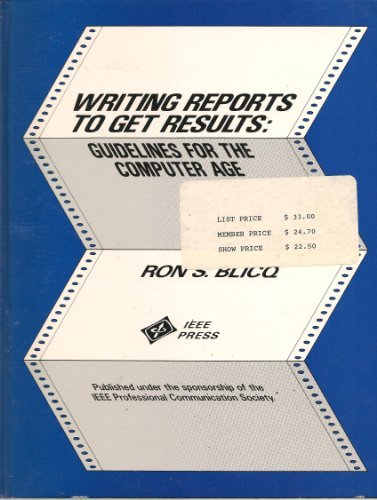 WRITING REPORTS
TO GET RESULTS:
GUIDELINES FOR THE
COMPUTER AGE
LIST PRICE $ 33.00
MEMBER PRICE $ 24.70
SHOW PRICE $ 22.50
RON S. BLICQ
IEEE
PRESS
Published under the sponsorship of the
IEEE Professional Communication Society.